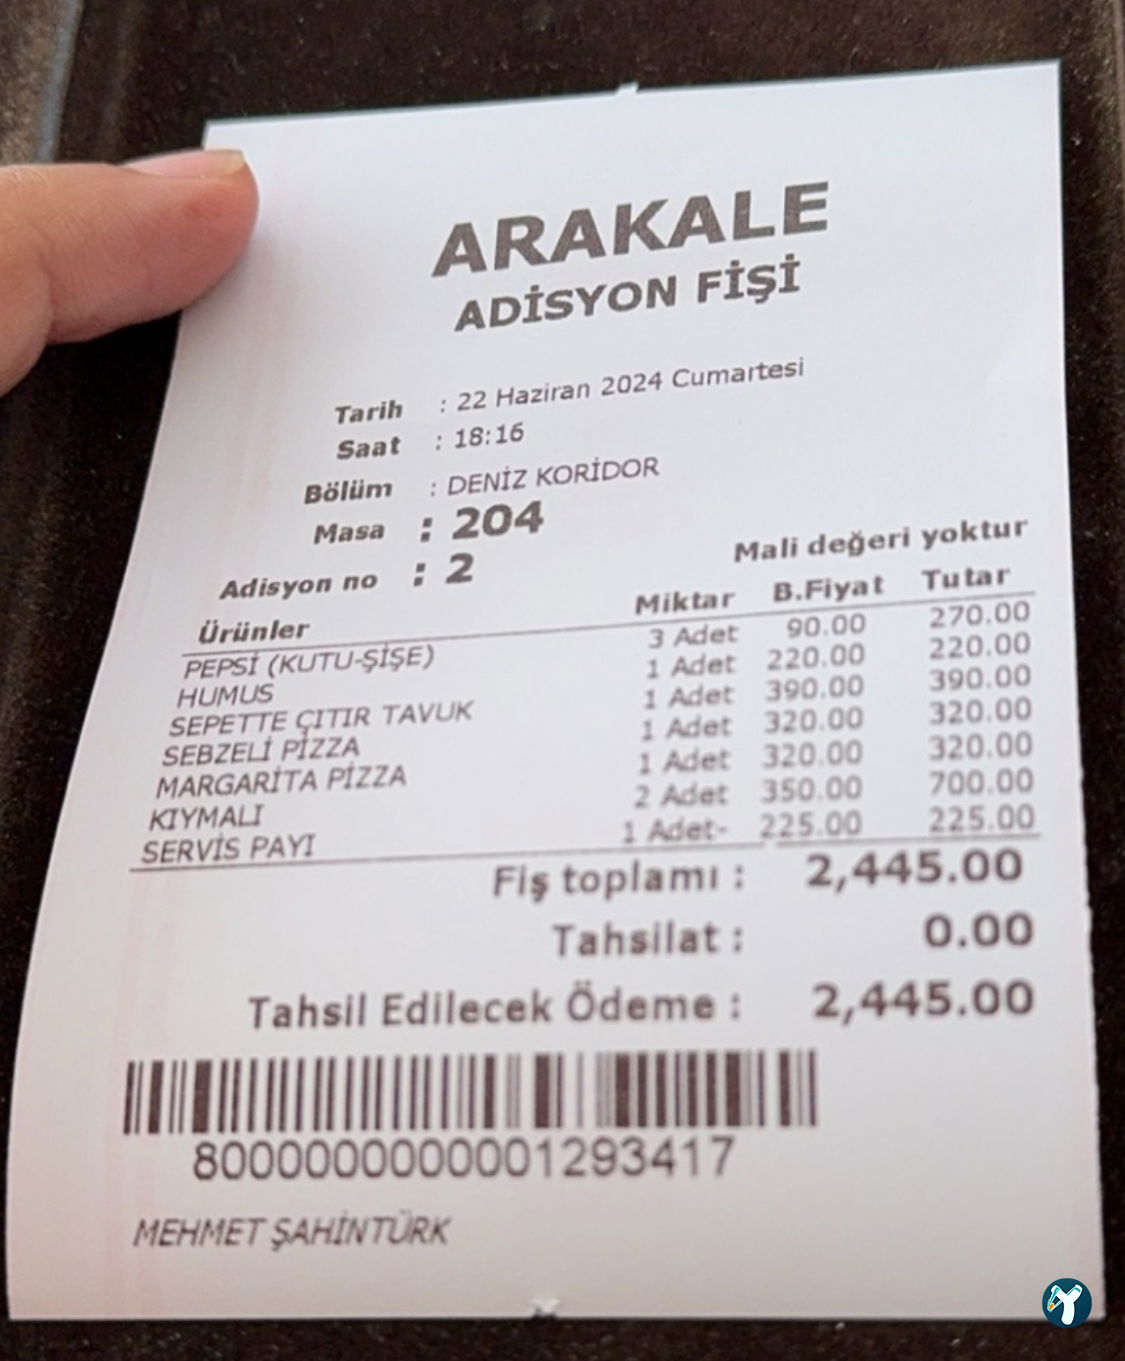 ARAKALE
ADİSYON FİŞİ
Tarih : 22 Haziran 2024 Cumartesi
Saat : 18:16
Bölüm : DENİZ KORİDOR
Masa : 204
Adisyon no : 2
Mali değeri yoktur
Ürünler Miktar B.Fiyat Tutar
PEPSİ (KUTU-ŞİŞE) 3 Adet 90.00 270.00
HUMUS 1 Adet 220.00 220.00
SEPETTE ÇITIR TAVUK 1 Adet 390.00 390.00
SEBZELİ PİZZA 1 Adet 320.00 320.00
MARGARİTA PİZZA 1 Adet 320.00 320.00
KIYMALI 2 Adet 350.00 700.00
SERVİS PAYI 1 Adet- 225.00 225.00
Fiş toplamı : 2,445.00
Tahsilat : 0.00
Tahsil Edilecek Ödeme : 2,445.00
8000000000001293417
MEHMET ŞAHİNTÜRK